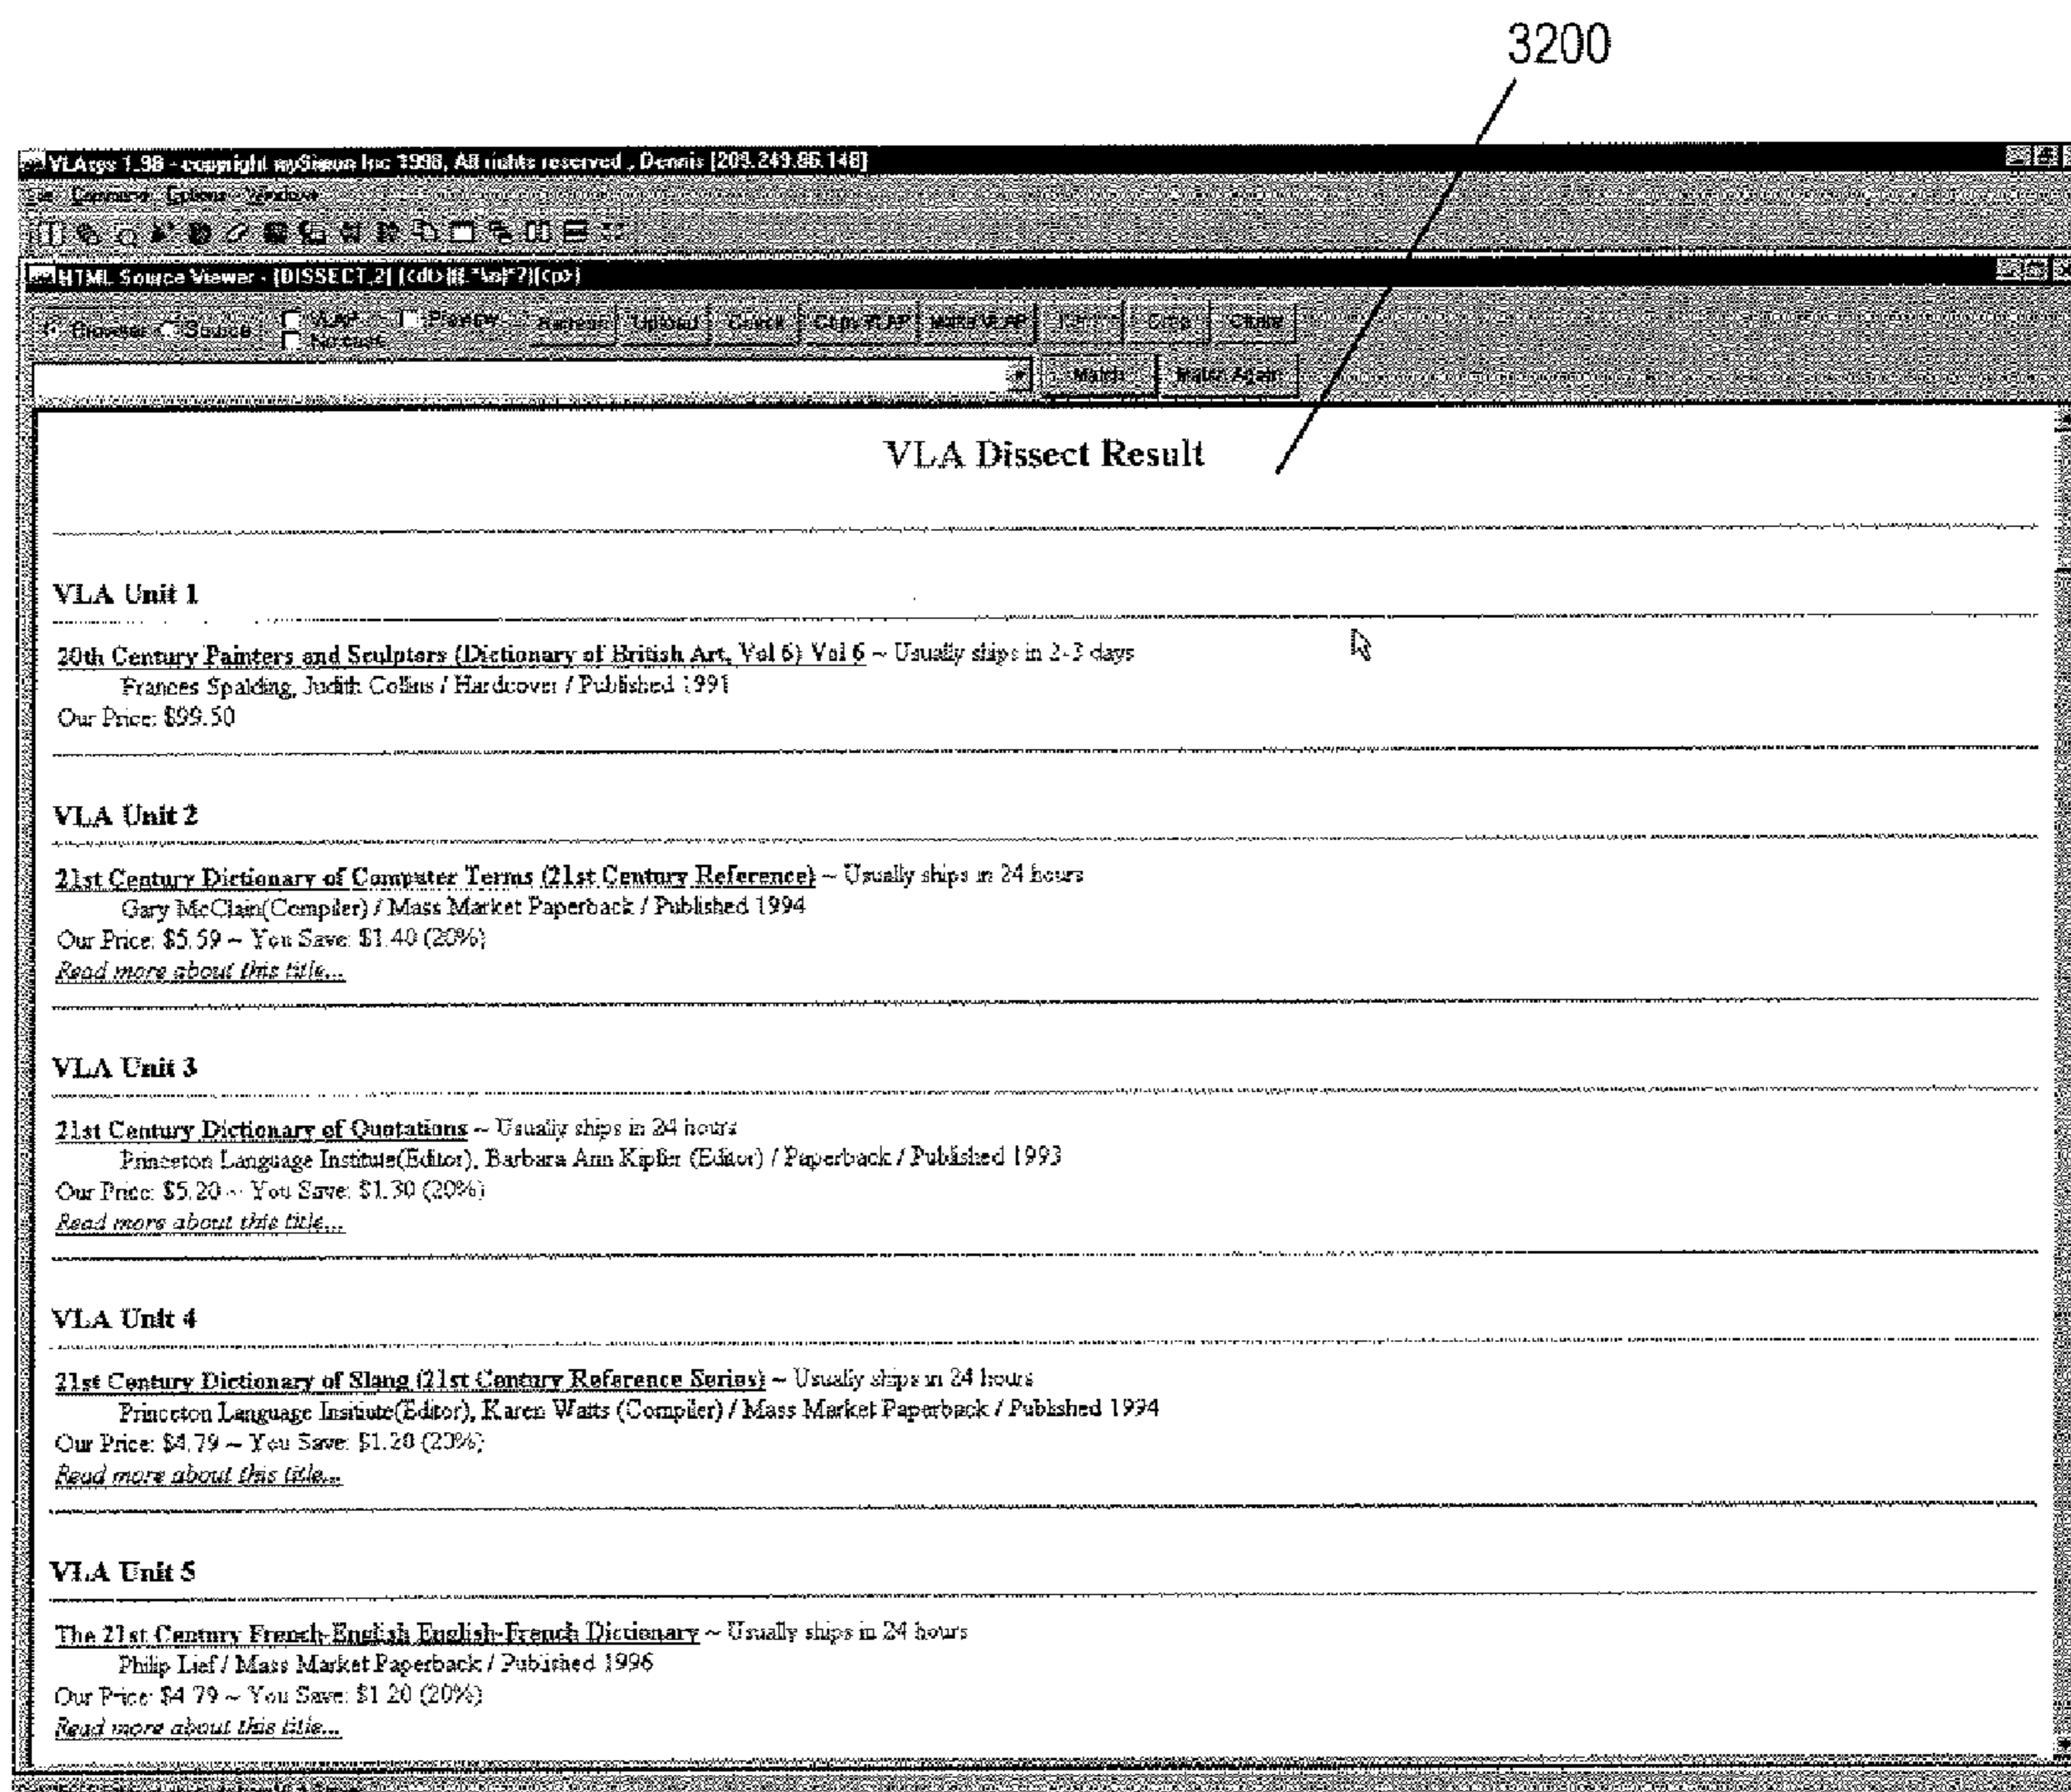 3200
VLAsys 1.98 - copyright mySimon Inc 1998, All rights reserved , Dennis [209.249.86.148]
File Command Options Windows
HTML Source Viewer -
Browser Source VLAP Preview Refresh Upload Check Copy VLAP Make VLAP Crop
No case
Match Match Again
VLA Dissect Result
VLA Unit 1
20th Century Painters and Sculptors (Dictionary of British Art, Vol 6) Vol 6 ~ Usually ships in 2-3 days
Frances Spalding, Judith Collins / Hardcover / Published 1991
Our Price: $99.50
VLA Unit 2
21st Century Dictionary of Computer Terms (21st Century Reference) ~ Usually ships in 24 hours
Gary McClain(Compiler) / Mass Market Paperback / Published 1994
Our Price: $5.59 ~ You Save: $1.40 (20%)
Read more about this title...
VLA Unit 3
21st Century Dictionary of Quotations ~ Usually ships in 24 hours
Princeton Language Institute(Editor), Barbara Ann Kipfer (Editor) / Paperback / Published 1993
Our Price: $5.20 ~ You Save: $1.30 (20%)
Read more about this title...
VLA Unit 4
21st Century Dictionary of Slang (21st Century Reference Series) ~ Usually ships in 24 hours
Princeton Language Institute(Editor), Karen Watts (Compiler) / Mass Market Paperback / Published 1994
Our Price: $4.79 ~ You Save: $1.20 (20%)
Read more about this title...
VLA Unit 5
The 21st Century French-English English-French Dictionary ~ Usually ships in 24 hours
Philip Lief / Mass Market Paperback / Published 1996
Our Price: $4.79 ~ You Save: $1.20 (20%)
Read more about this title...